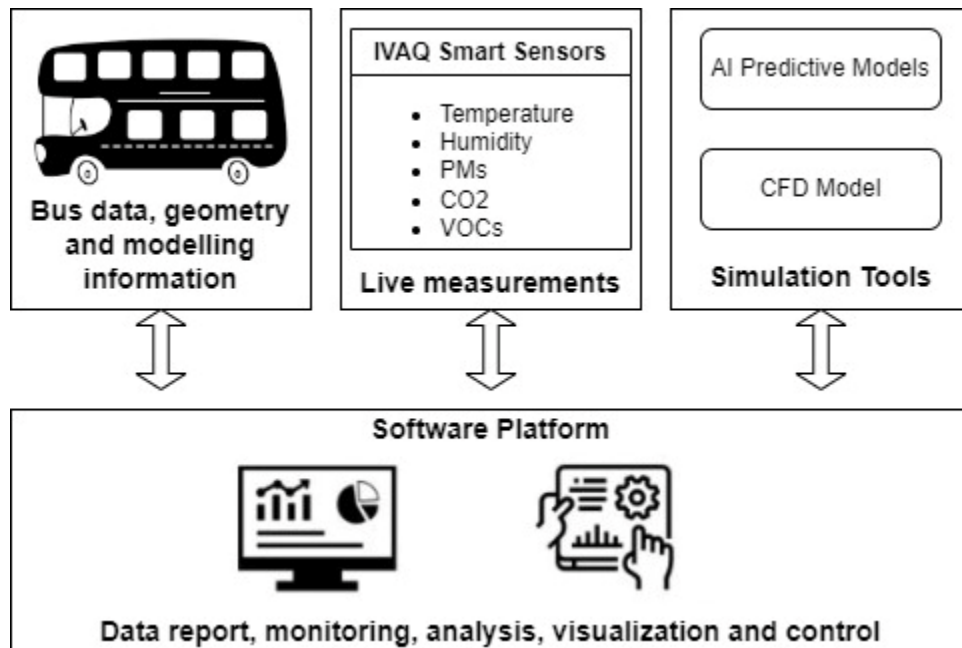 Bus data, geometry
and modelling
information
IVAQ Smart Sensors
• Temperature
• Humidity
• PMs
• CO2
• VOCs
Live measurements
AI Predictive Models
CFD Model
Simulation Tools
Software Platform
Data report, monitoring, analysis, visualization and control